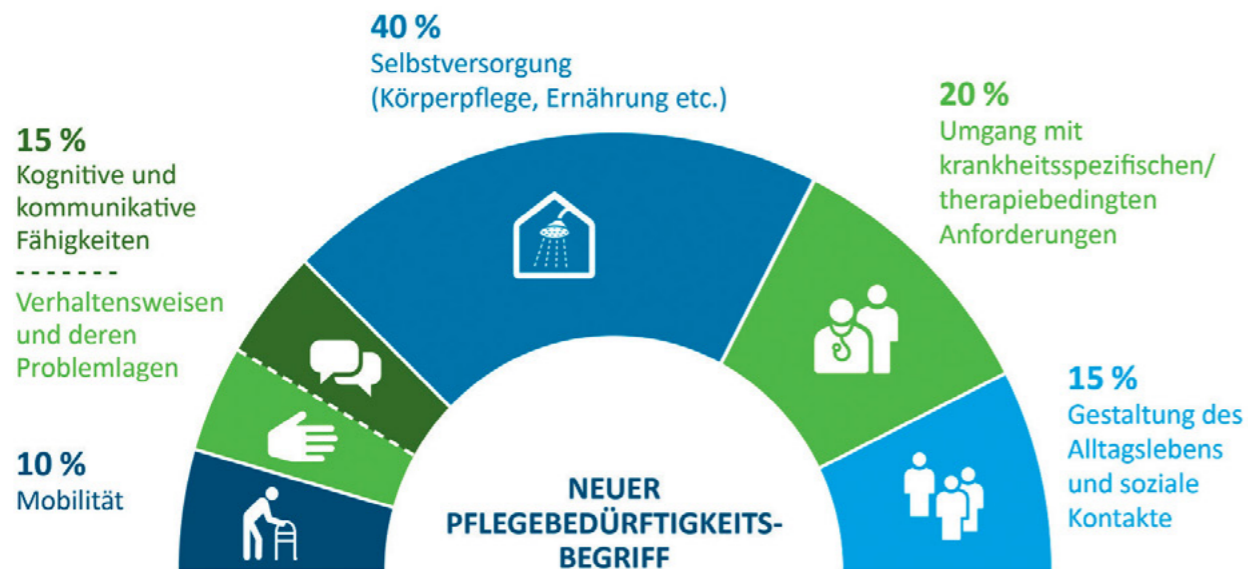 40 %
Selbstversorgung
(Körperpflege, Ernährung etc.)
20 %
Umgang mit
krankheitsspezifischen/
therapiebedingten
Anforderungen
15 %
Kognitive und
kommunikative
Fähigkeiten
- - - - - - -
Verhaltensweisen
und deren
Problemlagen
10 %
Mobilität
15 %
Gestaltung des
Alltagslebens
und soziale
Kontakte
NEUER
PFLEGEBEDÜRFTIGKEITS-
BEGRIFF